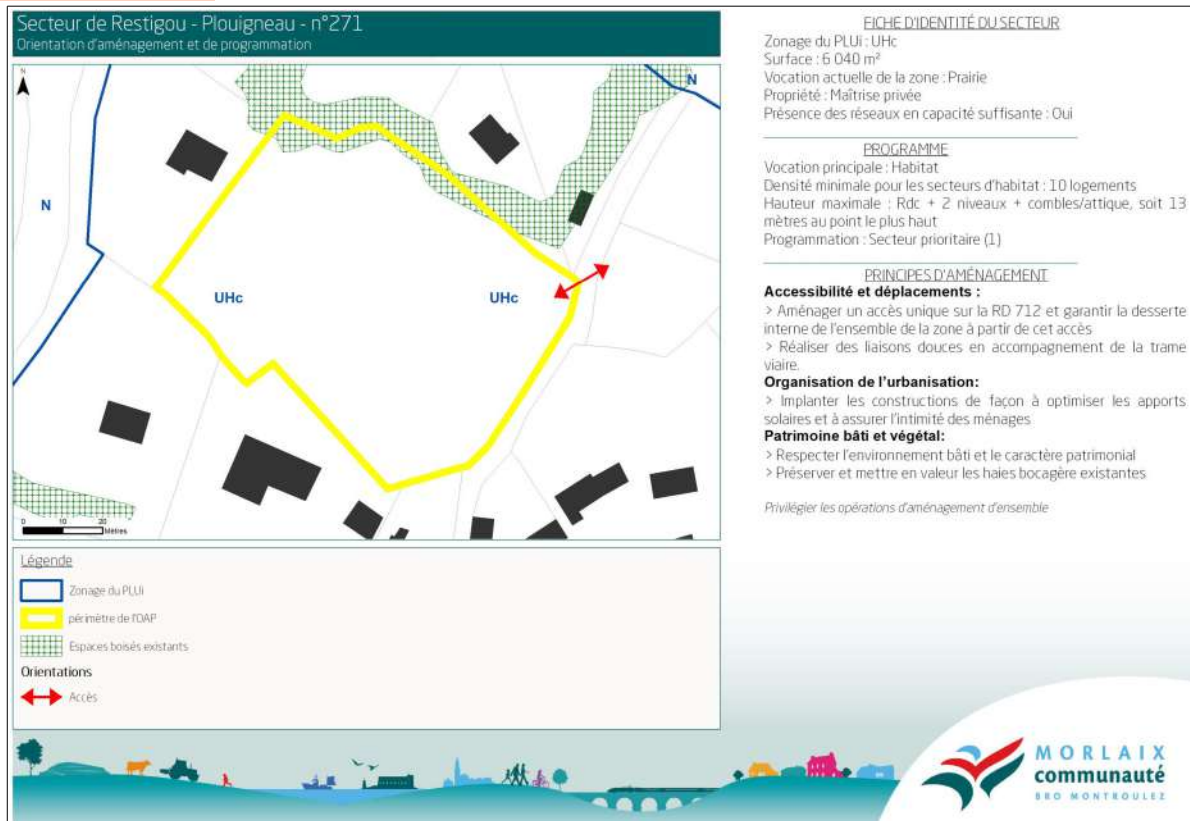 Secteur de Restigou - Plouigneau - n°271
Orientation d'aménagement et de programmation
N
N
N
UHc
UHc
0 10 20
Mètres
Légende
Zonage du PLUi
périmètre de l'OAP
Espaces boisés existants
Orientations
Accès
FICHE D'IDENTITÉ DU SECTEUR
Zonage du PLUi : UHc
Surface : 6 040 m²
Vocation actuelle de la zone : Prairie
Propriété : Maîtrise privée
Présence des réseaux en capacité suffisante : Oui
PROGRAMME
Vocation principale : Habitat
Densité minimale pour les secteurs d'habitat : 10 logements
Hauteur maximale : Rdc + 2 niveaux + combles/attique, soit 13
mètres au point le plus haut
Programmation : Secteur prioritaire (1)
PRINCIPES D'AMÉNAGEMENT
Accessibilité et déplacements :
> Aménager un accès unique sur la RD 712 et garantir la desserte
interne de l'ensemble de la zone à partir de cet accès
> Réaliser des liaisons douces en accompagnement de la trame
viaire.
Organisation de l'urbanisation:
> Implanter les constructions de façon à optimiser les apports
solaires et à assurer l'intimité des ménages
Patrimoine bâti et végétal:
> Respecter l'environnement bâti et le caractère patrimonial
> Préserver et mettre en valeur les haies bocagère existantes
Privilégier les opérations d'aménagement d'ensemble
MORLAIX
communauté
BRO MONTROULEZ